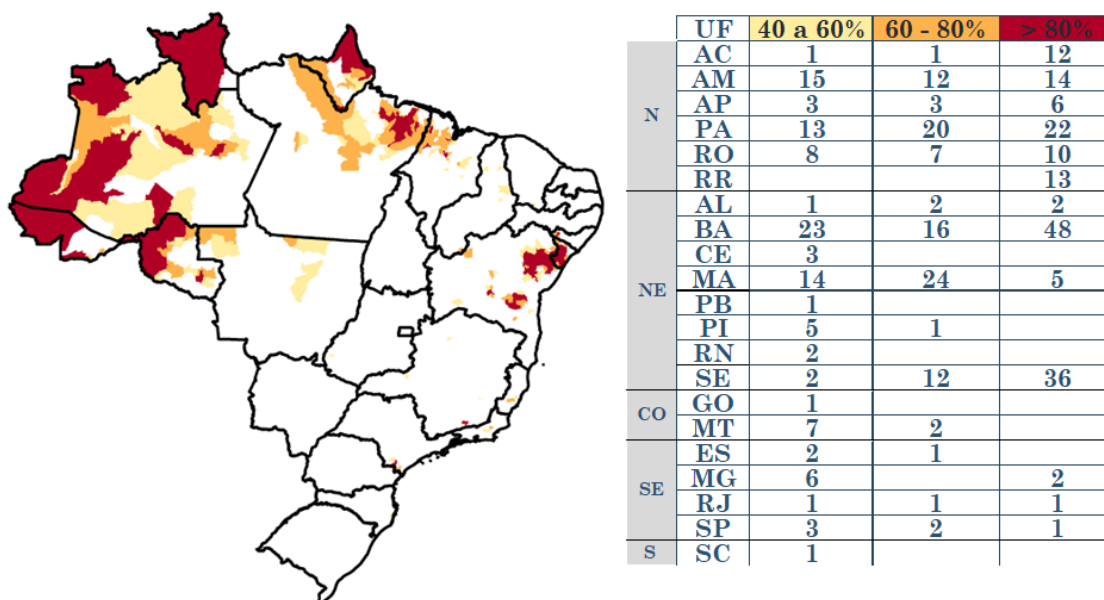 UF 40 a 60% 60 - 80% > 80%
N
AC 1 1 12
AM 15 12 14
AP 3 3 6
PA 13 20 22
RO 8 7 10
RR 13
NE
AL 1 2 2
BA 23 16 48
CE 3
MA 14 24 5
PB 1
PI 5 1
RN 2
SE 2 12 36
CO
GO 1
MT 7 2
SE
ES 2 1
MG 6 2
RJ 1 1 1
SP 3 2 1
S
SC 1